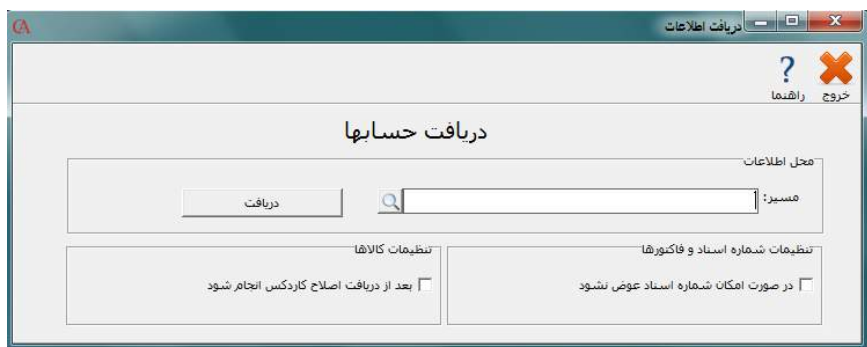 دریافت اطلاعات
CA
خروج
راهنما
?
دریافت حسابها
محل اطلاعات
مسیر:
دریافت
تنظیمات شماره اسناد و فاکتورها
در صورت امکان شماره اسناد عوض نشود
تنظیمات کالاها
بعد از دریافت اصلاح کاردکس انجام شود